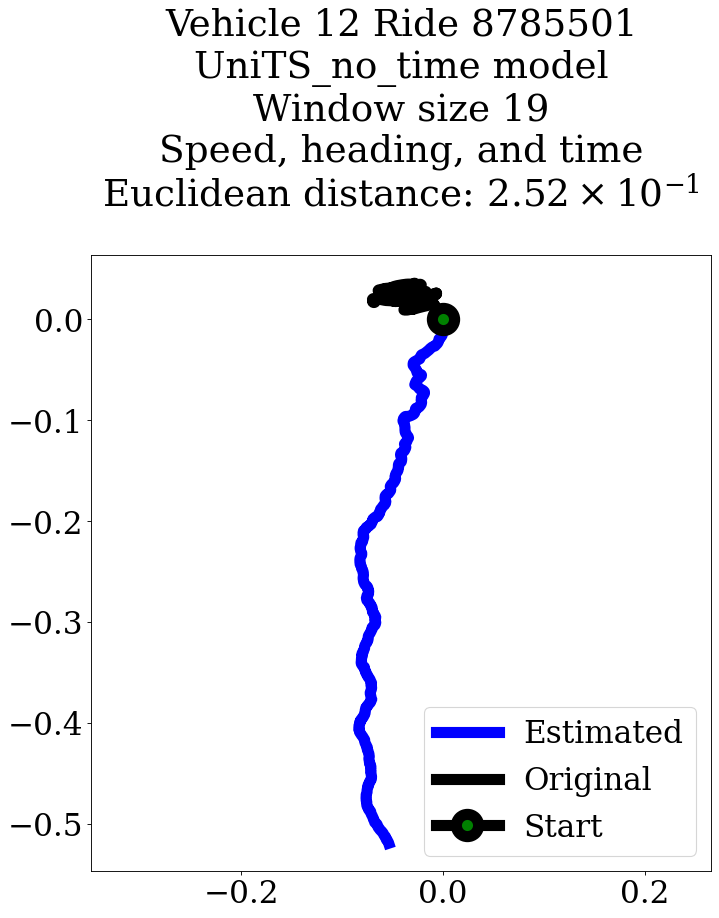 Vehicle 12 Ride 8785501
UniTS_no_time model
Window size 19
Speed, heading, and time
Euclidean distance: 2.52 × 10⁻¹
0.0
−0.1
−0.2
−0.3
−0.4
−0.5
−0.2
0.0
0.2
Estimated
Original
Start